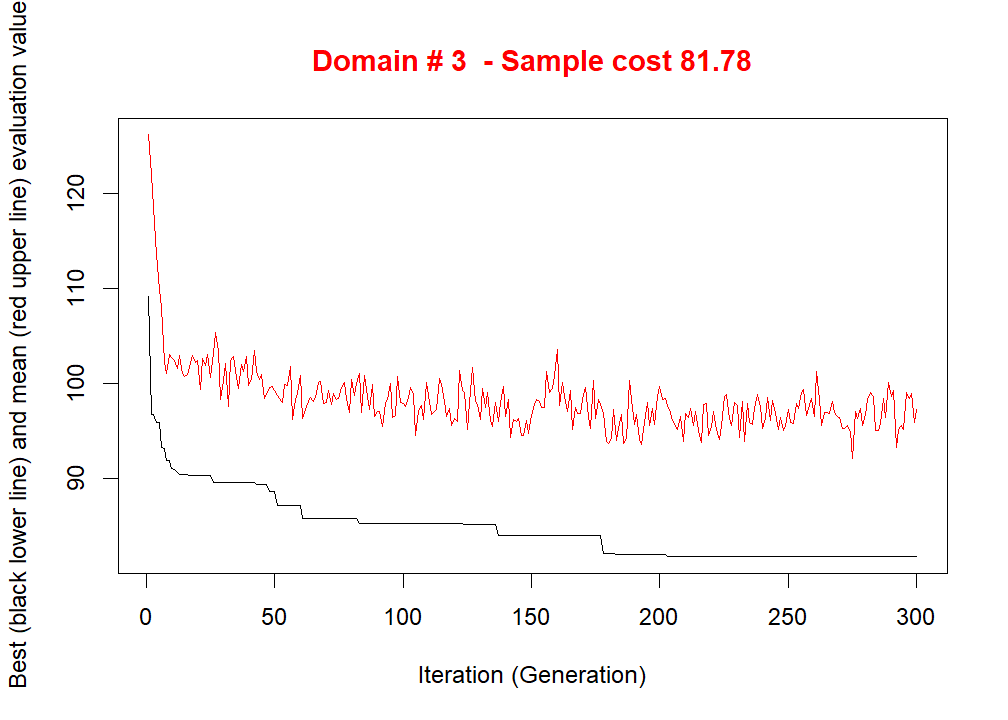 Domain # 3  - Sample cost 81.78
Best (black lower line) and mean (red upper line) evaluation value
120
110
100
90
0 50 100 150 200 250 300
Iteration (Generation)